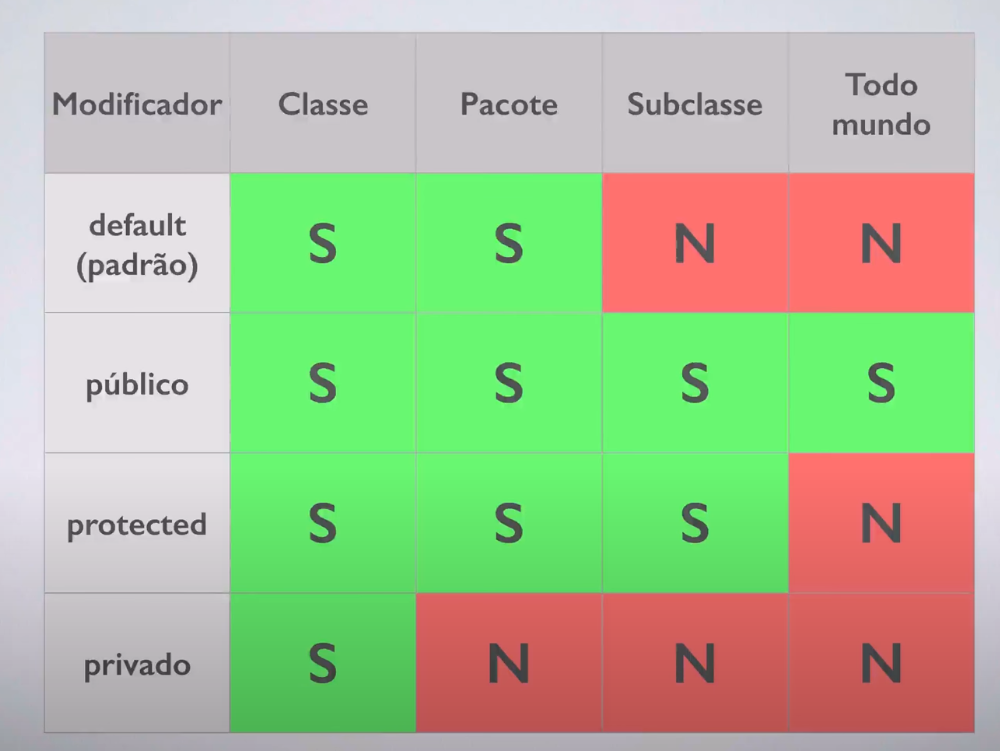 Modificador Classe Pacote Subclasse Todo
mundo
default
(padrão) S S N N
público S S S S
protected S S S N
privado S N N N